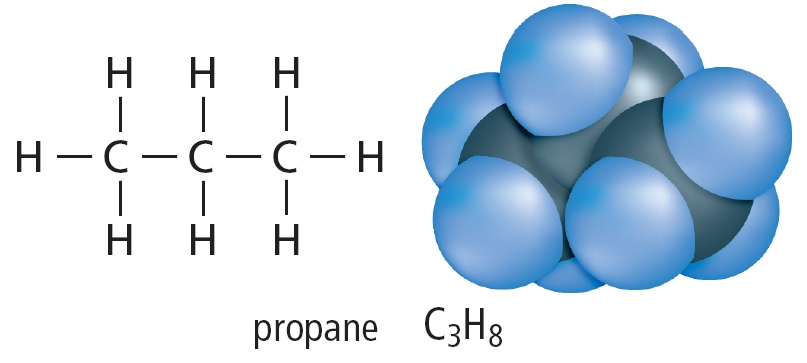 H H H
H — C — C — C — H
H H H
propane C₃H₈